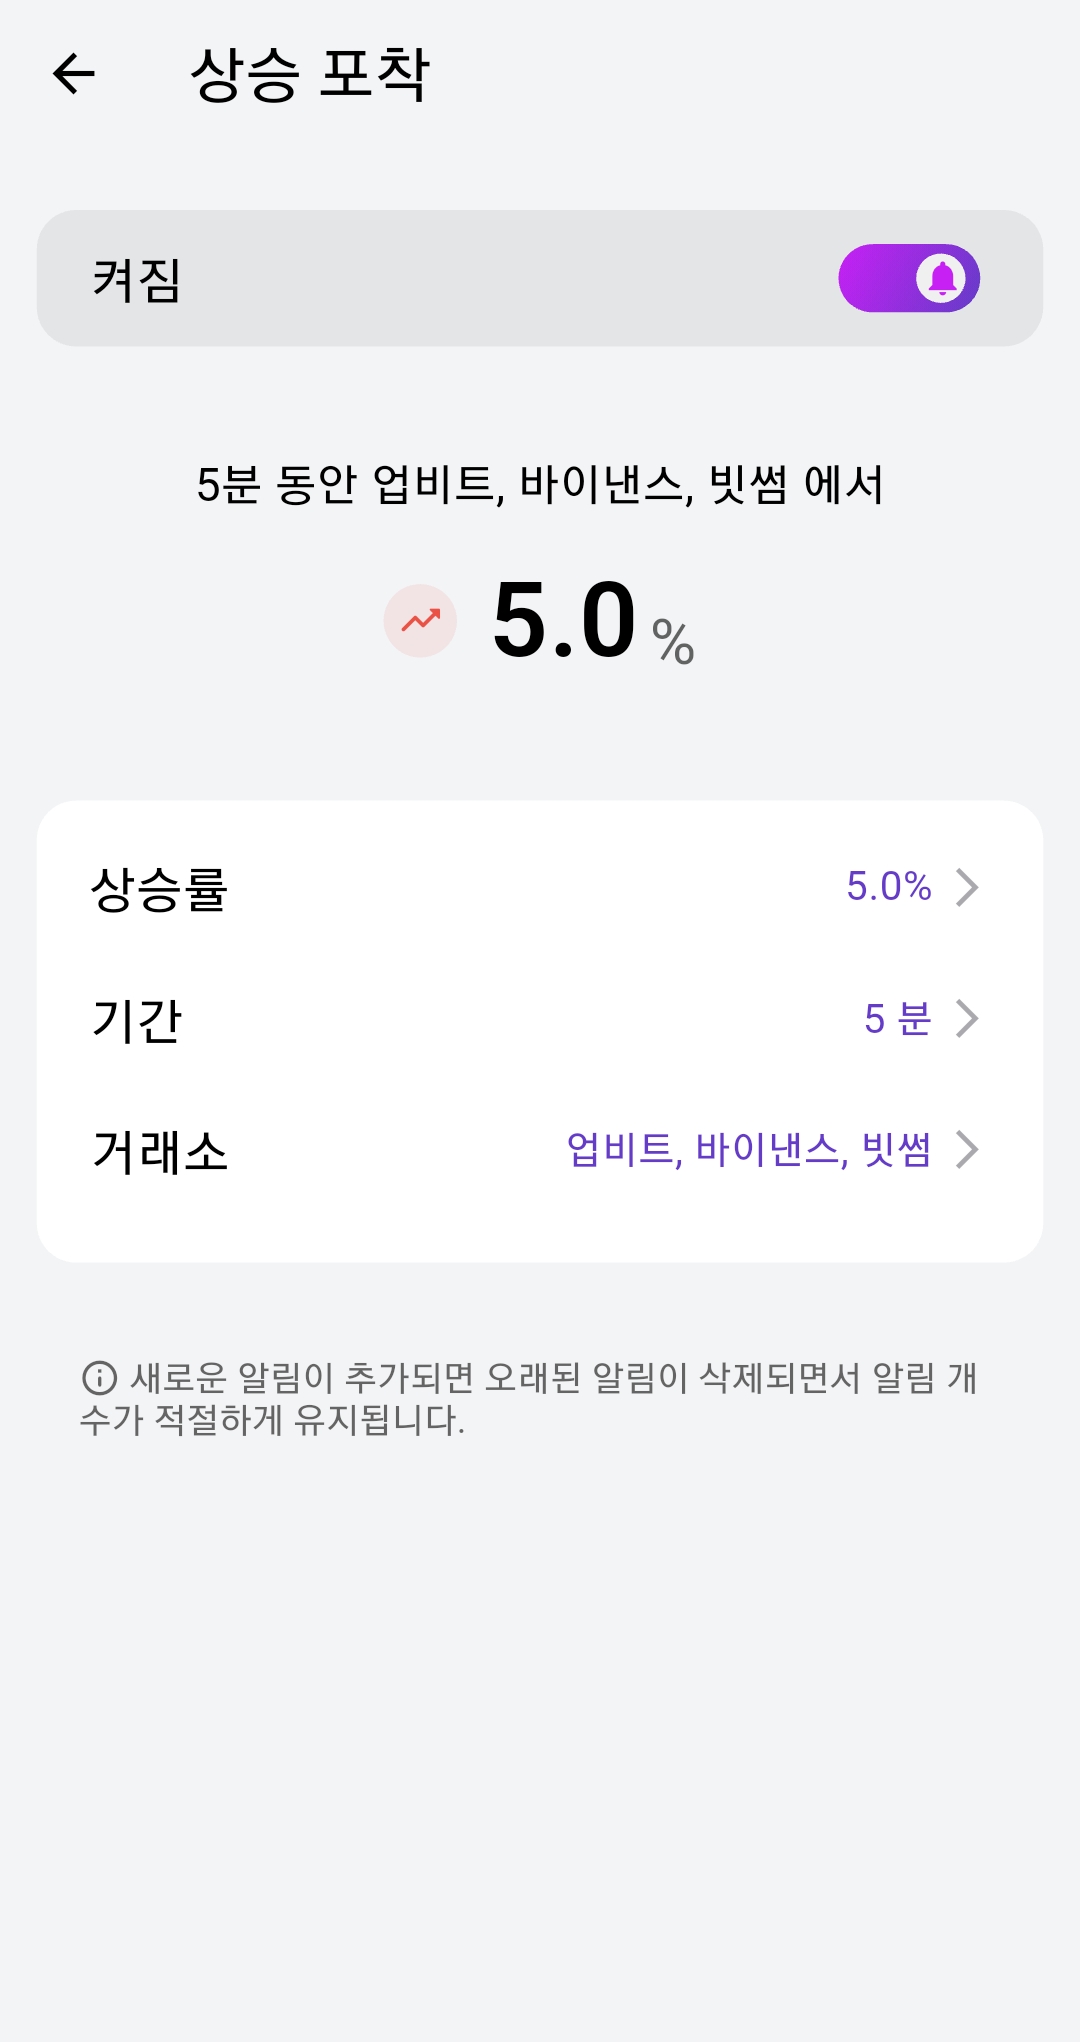 상승 포착
켜짐
5분 동안 업비트, 바이낸스, 빗썸 에서
5.0 %
상승률 5.0%
기간 5 분
거래소 업비트, 바이낸스, 빗썸
새로운 알림이 추가되면 오래된 알림이 삭제되면서 알림 개
수가 적절하게 유지됩니다.